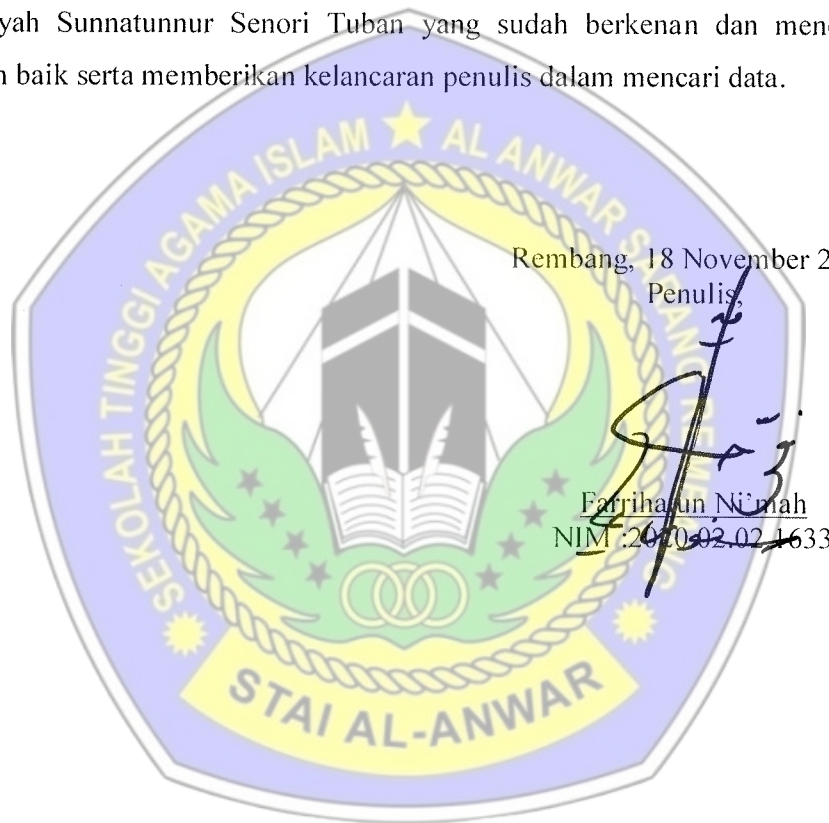 yah Sunnatunnur Senori Tuban yang sudah berkenan dan
baik serta memberikan kelancaran penulis dalam mencari data.
SEKOLAH TINGGI AGAMA ISLAM ★ AL ANWAR SARANG REMBANG
Rembang, 18 November 2
Penulis,
Farrihatun Ni'mah
NIM :2020.02.02.1633
STAI AL-ANWAR